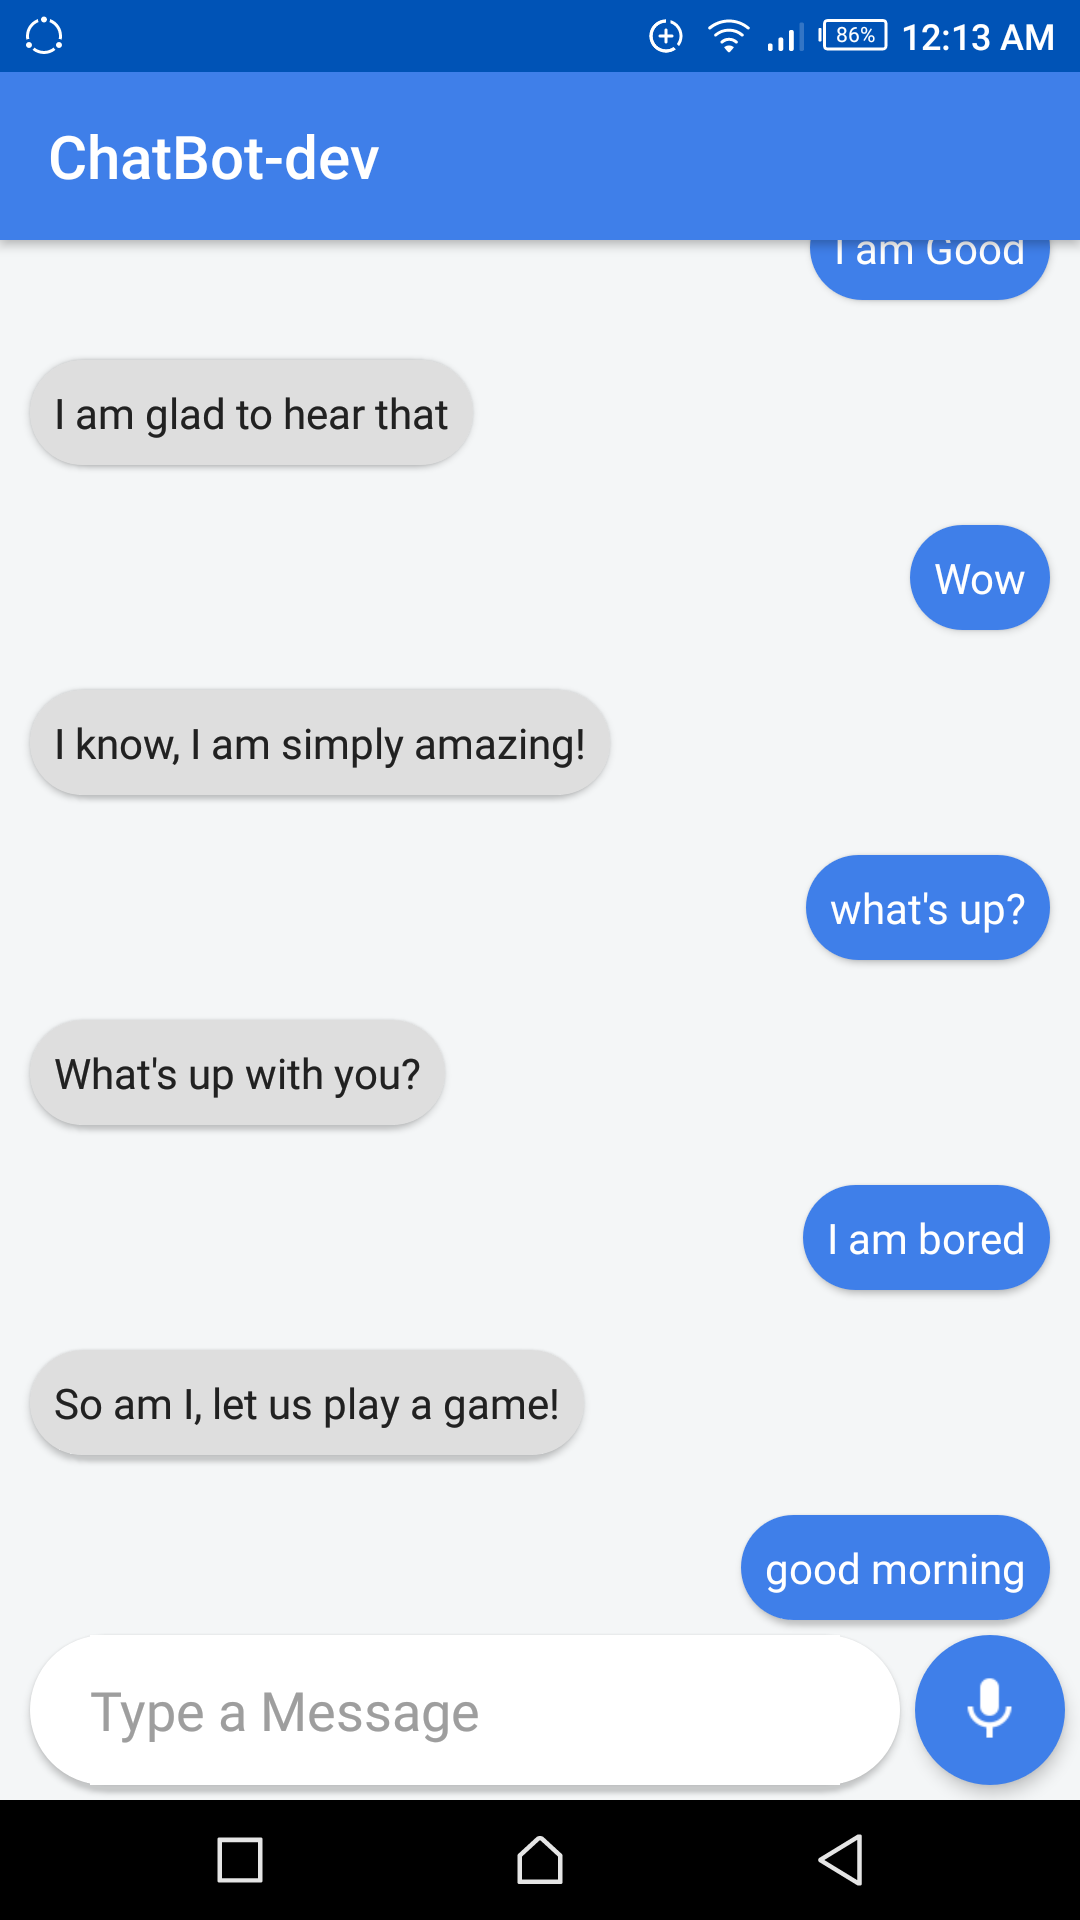 86% 12:13 AM
ChatBot-dev
I am Good
I am glad to hear that
Wow
I know, I am simply amazing!
what's up?
What's up with you?
I am bored
So am I, let us play a game!
good morning
Type a Message